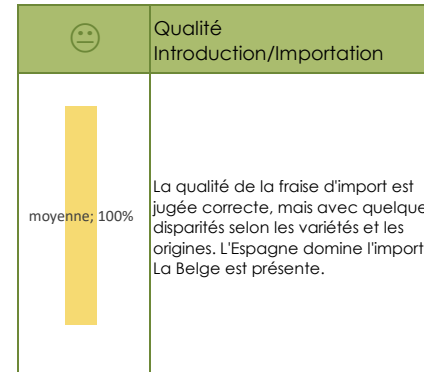 Qualité
Introduction/Importation
moyenne; 100%
La qualité de la fraise d'import est
jugée correcte, mais avec quelque
disparités selon les variétés et les
origines. L'Espagne domine l'import
La Belge est présente.